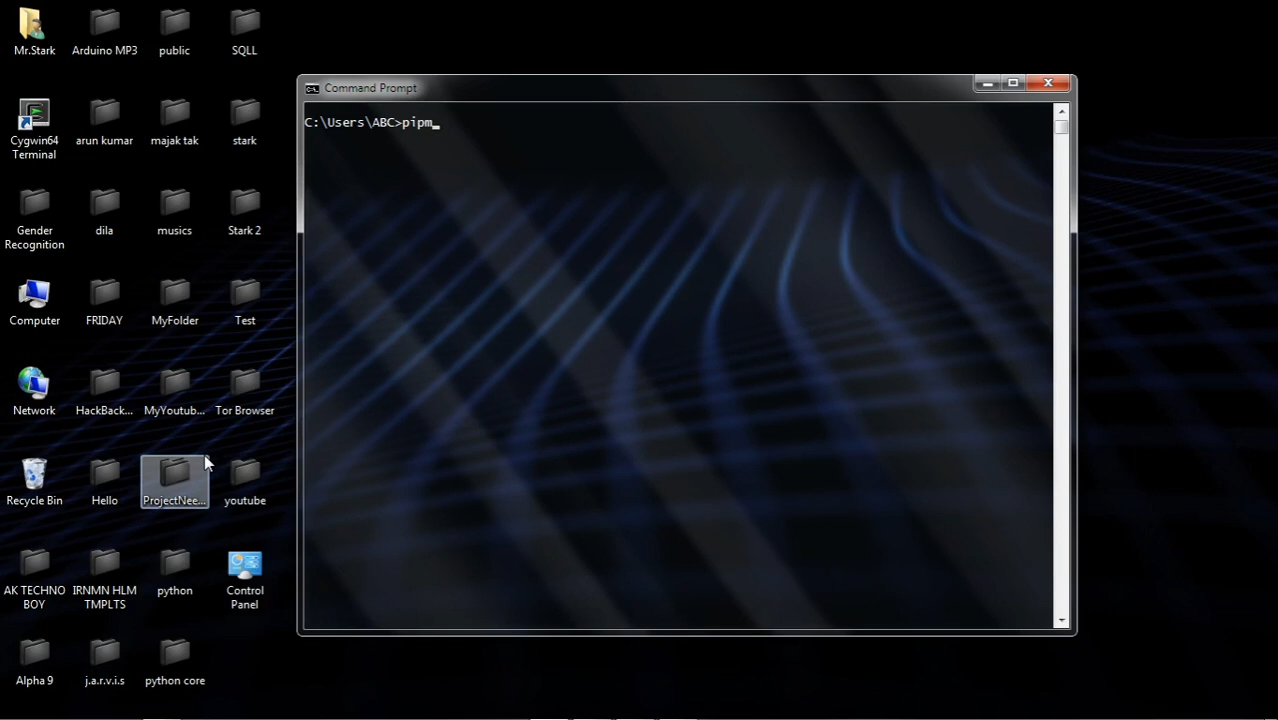 Mr.Stark
Arduino MP3
public
SQLL
Cygwin64
Terminal
arun kumar
majak tak
stark
Gender
Recognition
dila
musics
Stark 2
Computer
FRIDAY
MyFolder
Test
Network
HackBack...
MyYoutub...
Tor Browser
Recycle Bin
Hello
ProjectNee...
youtube
AK TECHNO
BOY
IRNMN HLM
TMPLTS
python
Control
Panel
Alpha 9
j.a.r.v.i.s
python core
C:\.
Command Prompt
C:\Users\ABC>pipm_